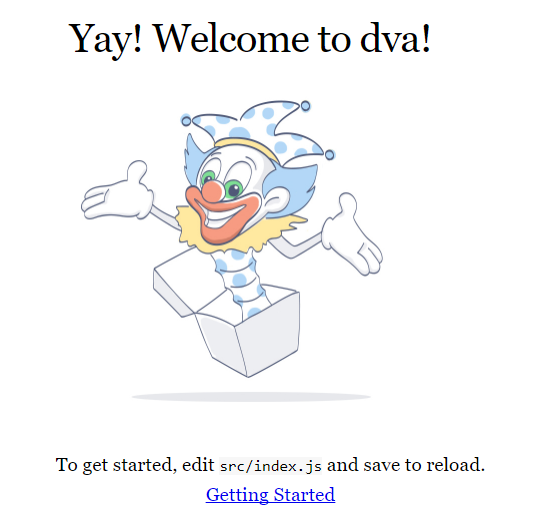 Yay! Welcome to dva!
To get started, edit src/index.js and save to reload.
Getting Started